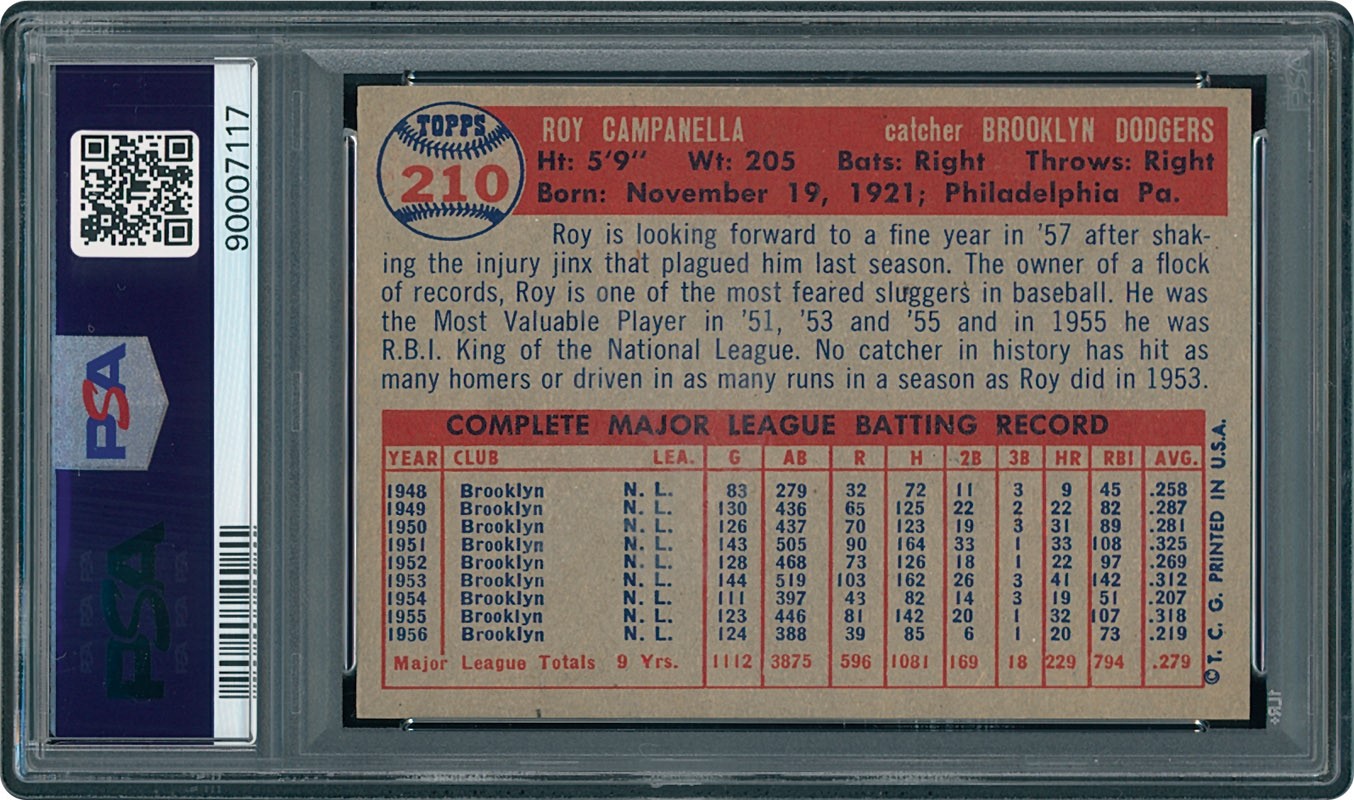 90007117
PSA
PSA
TOPPS
210
ROY CAMPANELLA catcher BROOKLYN DODGERS
Ht: 5'9" Wt: 205 Bats: Right Throws: Right
Born: November 19, 1921; Philadelphia Pa.
Roy is looking forward to a fine year in '57 after shak-
ing the injury jinx that plagued him last season. The owner of a flock
of records, Roy is one of the most feared sluggers in baseball. He was
the Most Valuable Player in '51, '53 and '55 and in 1955 he was
R.B.I. King of the National League. No catcher in history has hit as
many homers or driven in as many runs in a season as Roy did in 1953.
COMPLETE MAJOR LEAGUE BATTING RECORD
YEAR CLUB LEA. G AB R H 2B 3B HR RBI AVG.
1948 Brooklyn N. L. 83 279 32 72 11 3 9 45 .258
1949 Brooklyn N. L. 130 436 65 125 22 2 22 82 .287
1950 Brooklyn N. L. 126 437 70 123 19 3 31 89 .281
1951 Brooklyn N. L. 143 505 90 164 33 1 33 108 .325
1952 Brooklyn N. L. 128 468 73 126 18 1 22 97 .269
1953 Brooklyn N. L. 144 519 103 162 26 3 41 142 .312
1954 Brooklyn N. L. 111 397 43 82 14 3 19 51 .207
1955 Brooklyn N. L. 123 446 81 142 20 1 32 107 .318
1956 Brooklyn N. L. 124 388 39 85 6 1 20 73 .219
Major League Totals 9 Yrs. 1112 3875 596 1081 169 18 229 794 .279
© T. C. G. PRINTED IN U.S.A.